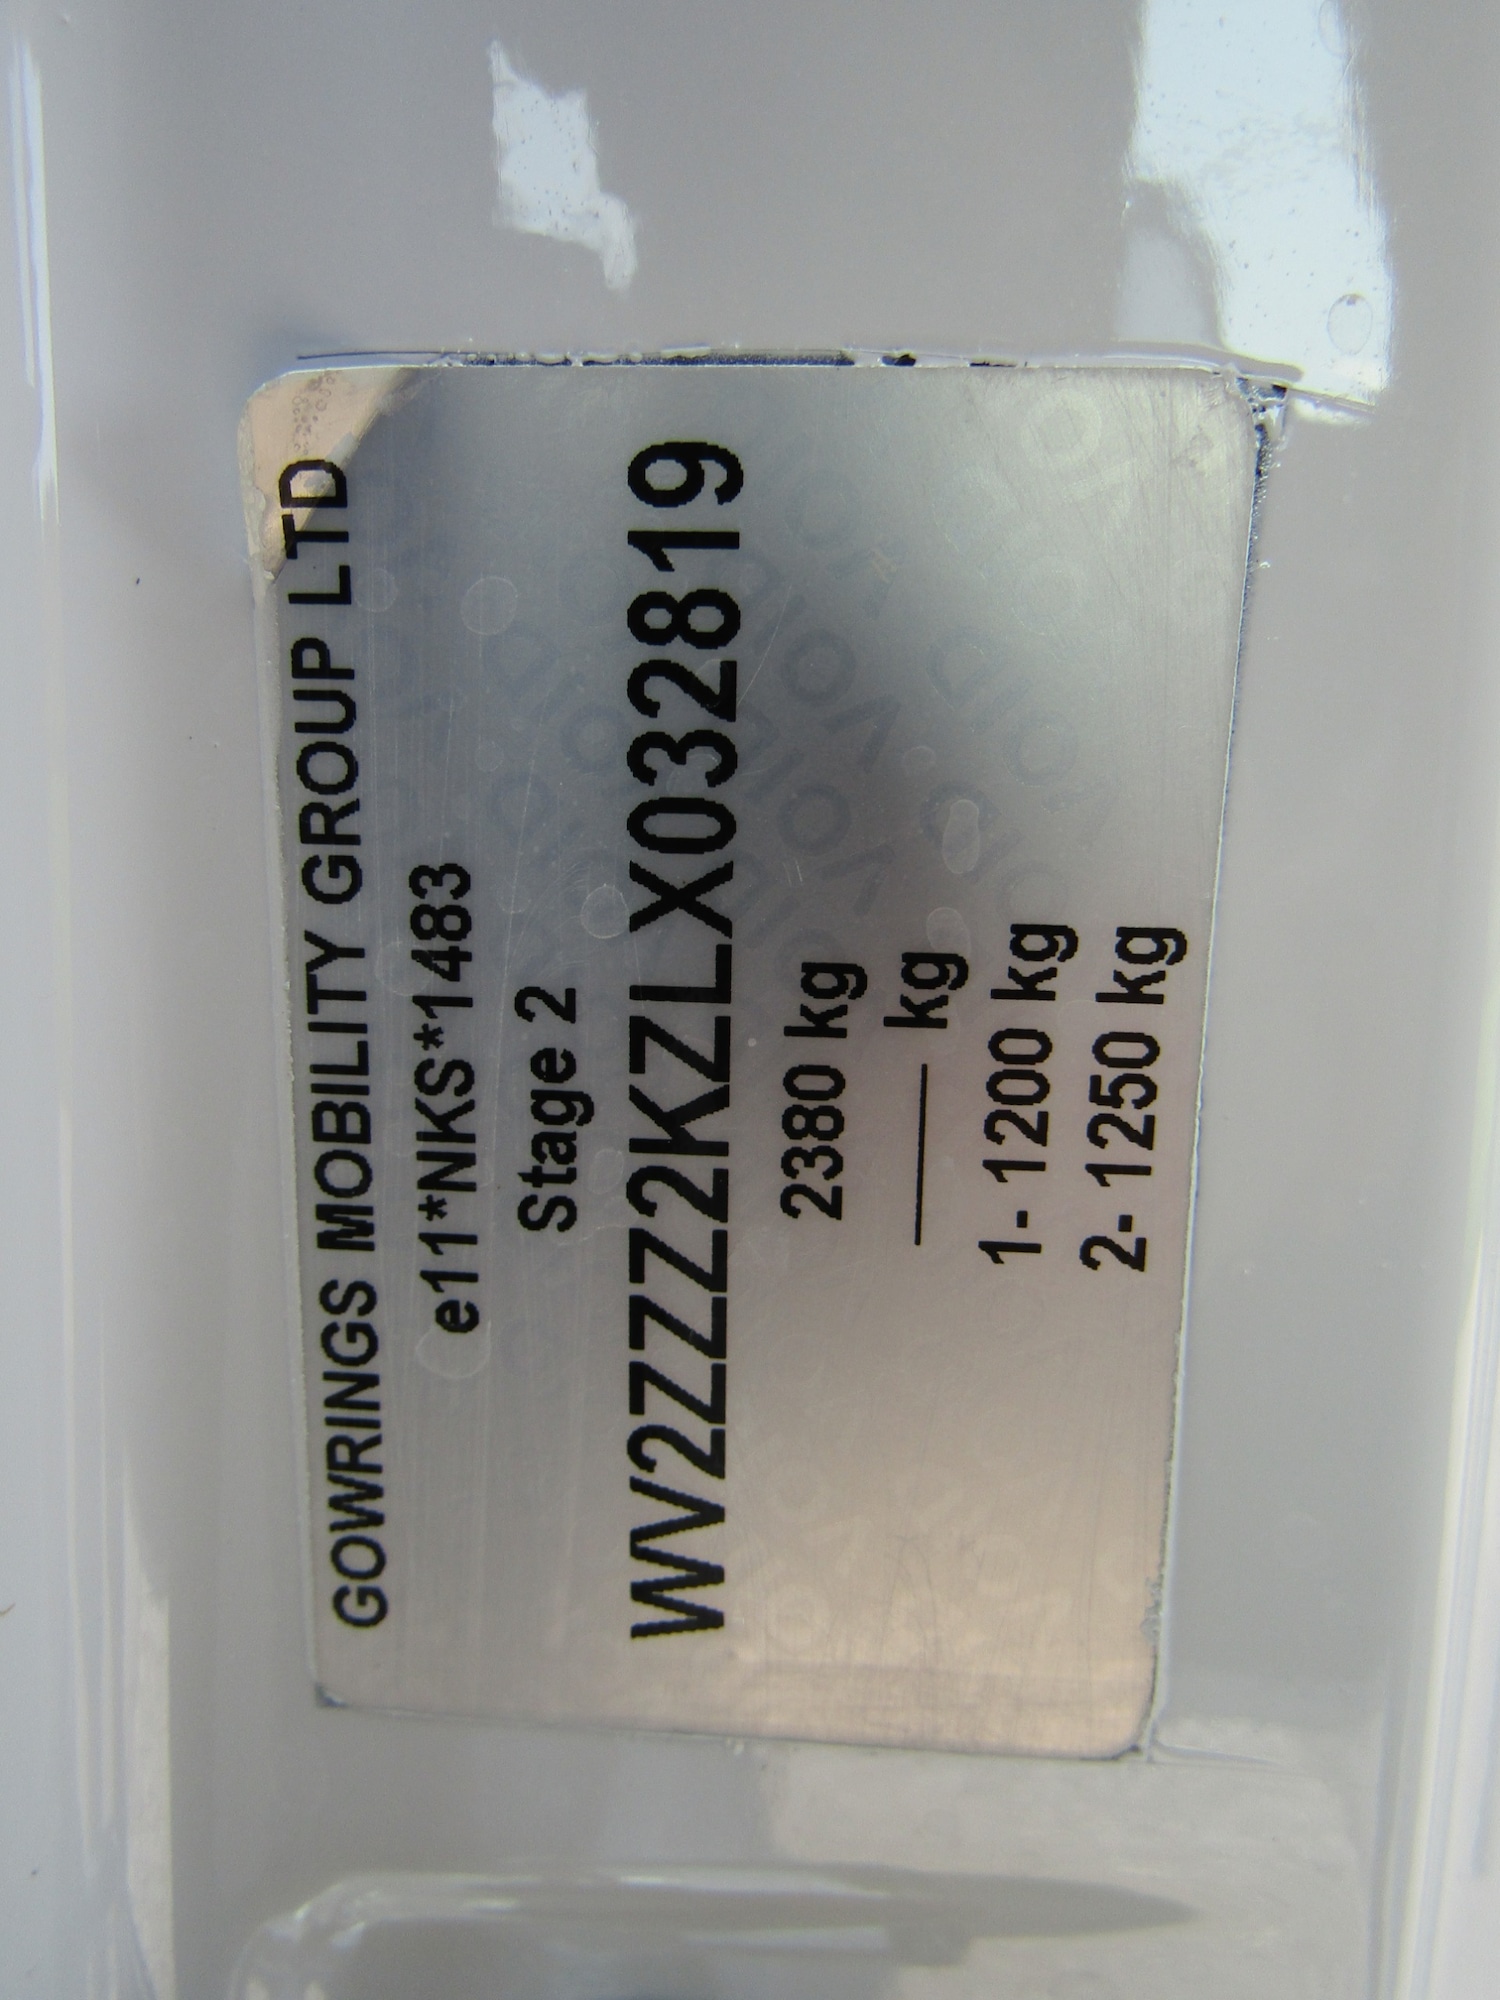 GOWRINGS MOBILITY GROUP LTD
e11*NKS*1483
Stage 2
WV2ZZZ2KZLX032819
2380 kg
—— kg
1- 1200 kg
2- 1250 kg